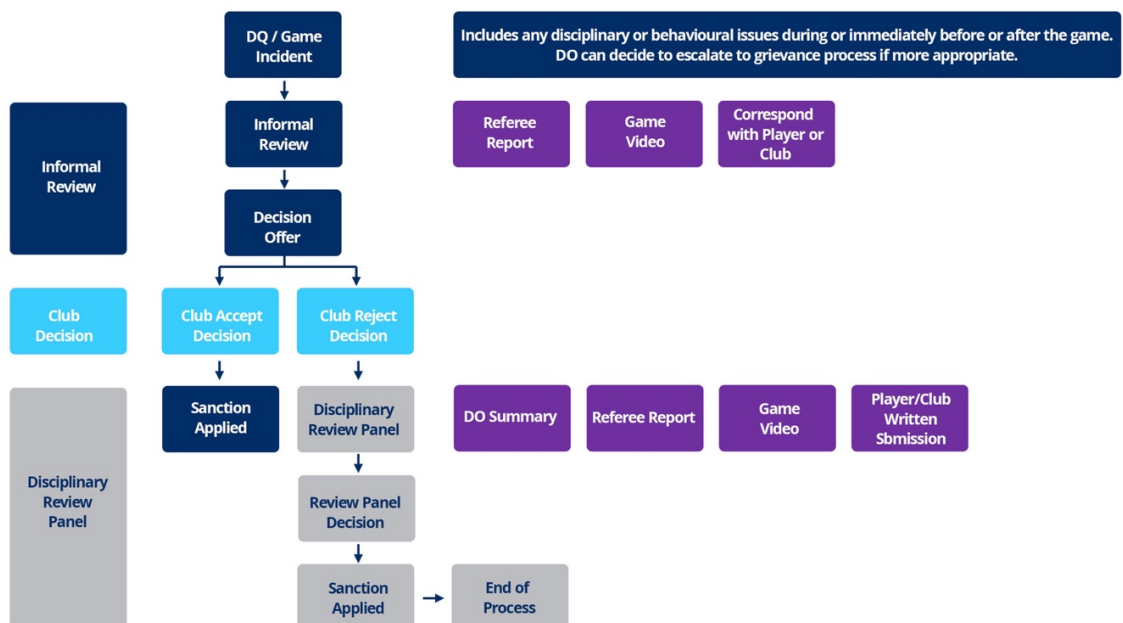 DQ / Game
Incident
Includes any disciplinary or behavioural issues during or immediately before or after the game.
DO can decide to escalate to grievance process if more appropriate.
Informal
Review
Informal
Review
Referee
Report
Game
Video
Correspond
with Player or
Club
Decision
Offer
Club
Decision
Club Accept
Decision
Club Reject
Decision
Disciplinary
Review
Panel
Sanction
Applied
Disciplinary
Review Panel
DO Summary
Referee Report
Game
Video
Player/Club
Written
Sbmission
Review Panel
Decision
Sanction
Applied
End of
Process